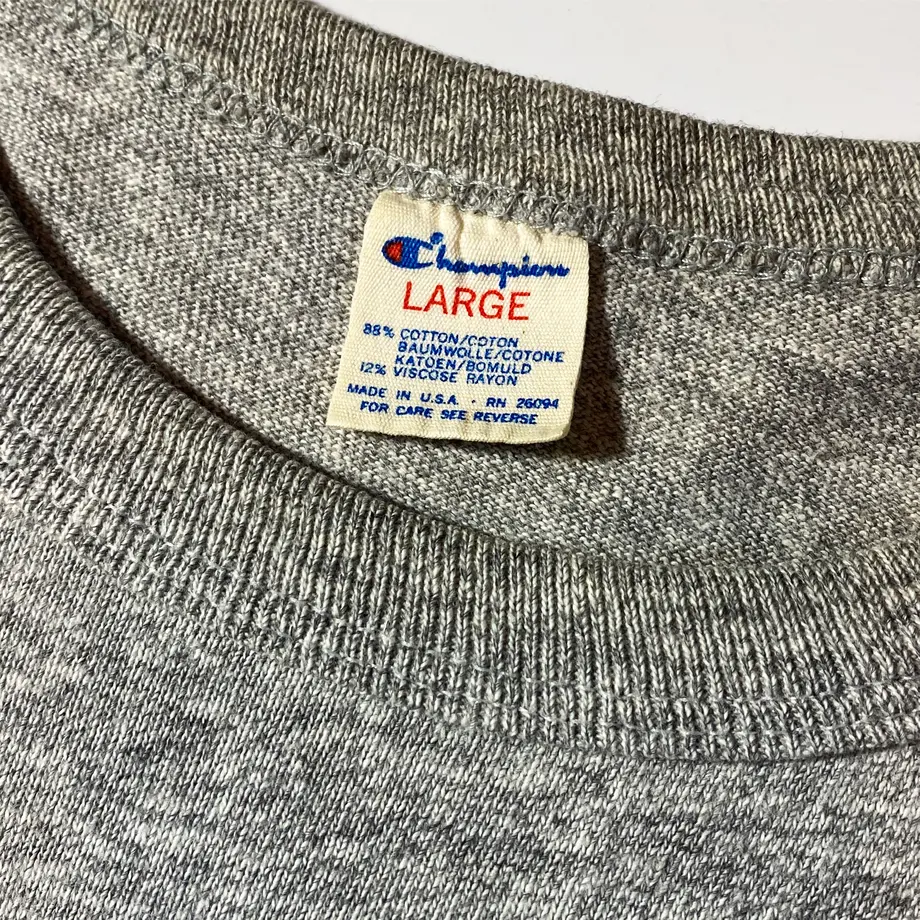 Champion
LARGE
88% COTTON/COTON
BAUMWOLLE/COTONE
KATOEN/BOMULD
12% VISCOSE RAYON
MADE IN U.S.A. · RN 26094
FOR CARE SEE REVERSE